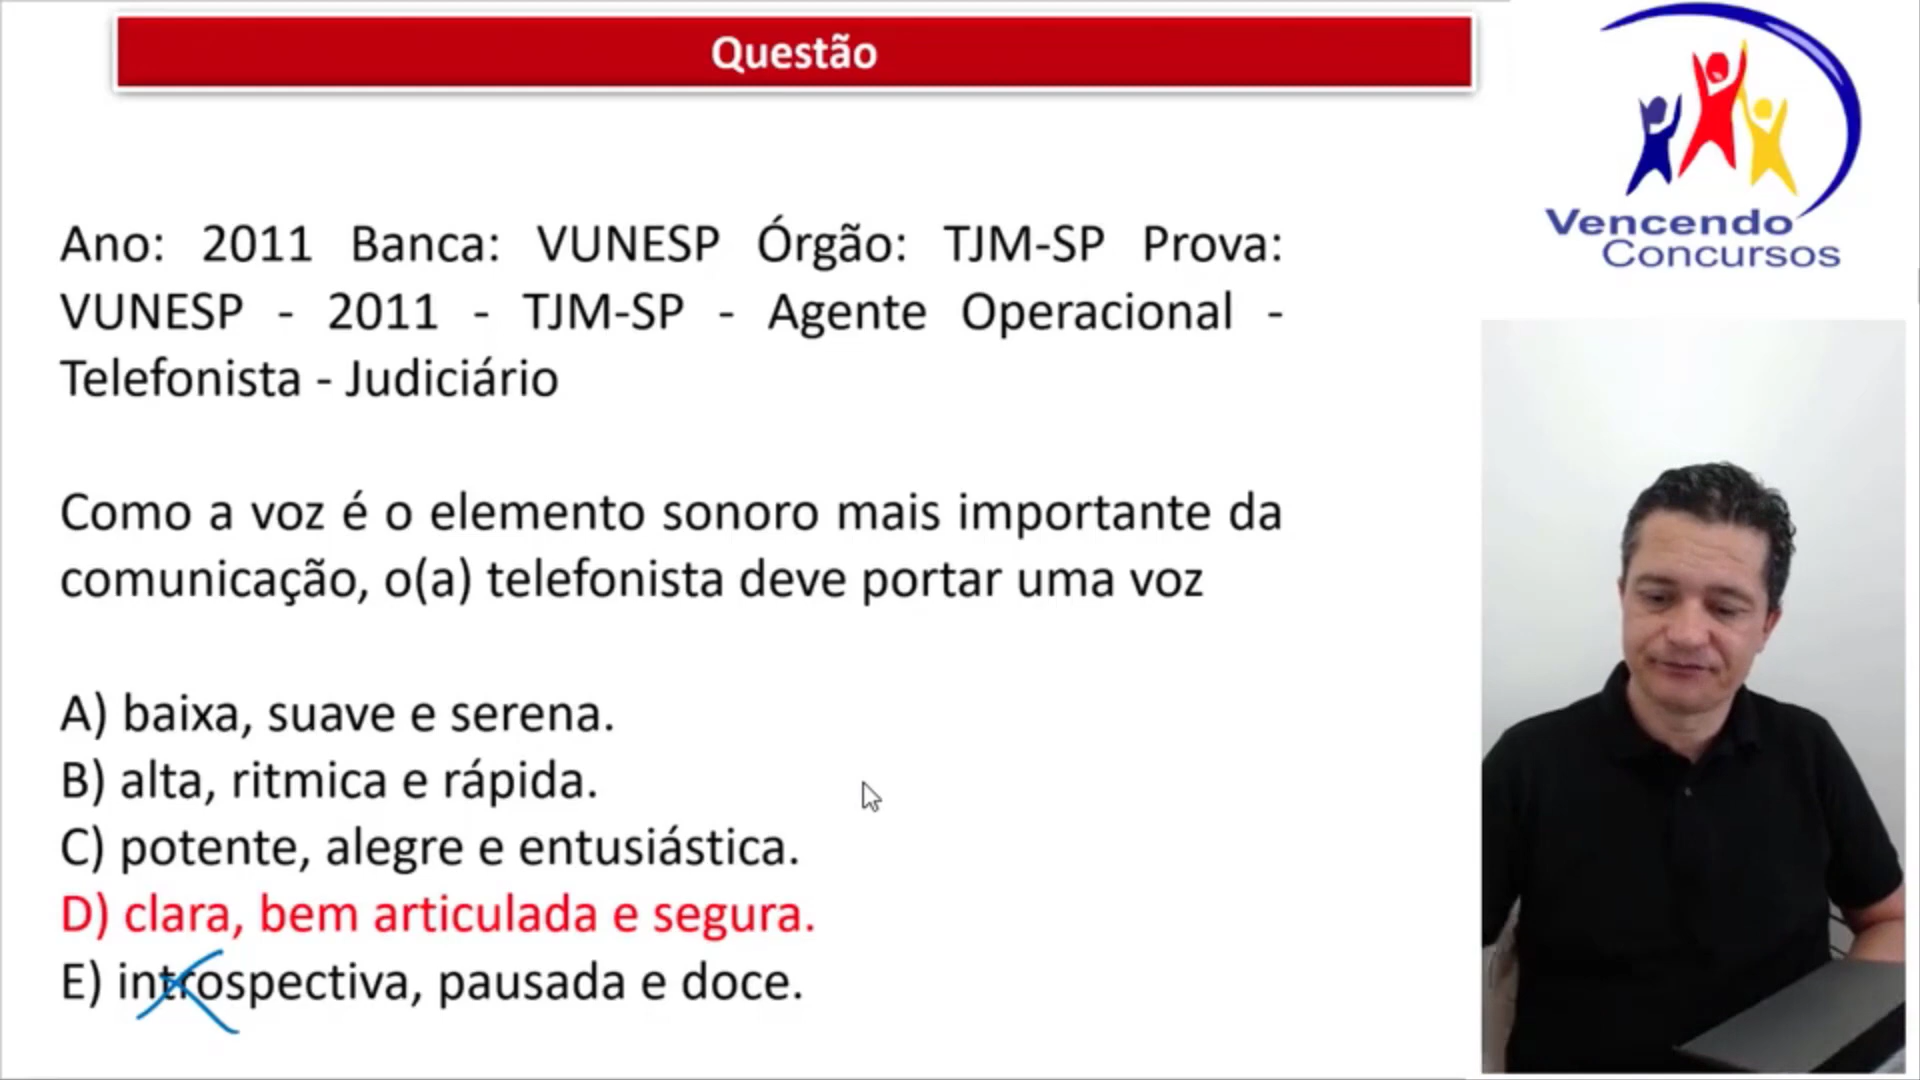 Questão
Vencendo
Concursos
Ano: 2011 Banca: VUNESP Órgão: TJM-SP Prova:
VUNESP - 2011 - TJM-SP - Agente Operacional -
Telefonista - Judiciário
Como a voz é o elemento sonoro mais importante da
comunicação, o(a) telefonista deve portar uma voz
A) baixa, suave e serena.
B) alta, ritmica e rápida.
C) potente, alegre e entusiástica.
D) clara, bem articulada e segura.
E) introspectiva, pausada e doce.